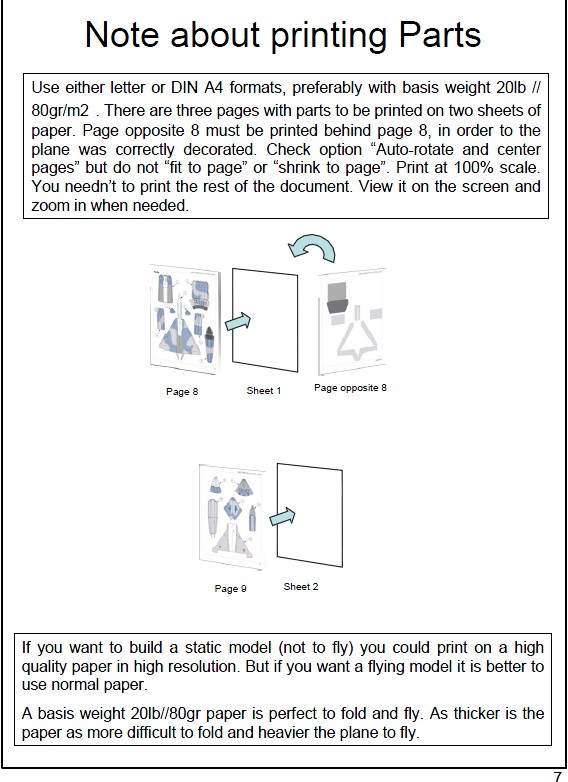 Note about printing Parts
Use either letter or DIN A4 formats, preferably with basis weight 20lb //
80gr/m2 . There are three pages with parts to be printed on two sheets of
paper. Page opposite 8 must be printed behind page 8, in order to the
plane was correctly decorated. Check option “Auto-rotate and center
pages” but do not “fit to page” or “shrink to page”. Print at 100% scale.
You needn’t to print the rest of the document. View it on the screen and
zoom in when needed.
Page 8
Sheet 1
Page opposite 8
Page 9
Sheet 2
If you want to build a static model (not to fly) you could print on a high
quality paper in high resolution. But if you want a flying model it is better to
use normal paper.
A basis weight 20lb//80gr paper is perfect to fold and fly. As thicker is the
paper as more difficult to fold and heavier the plane to fly.
7